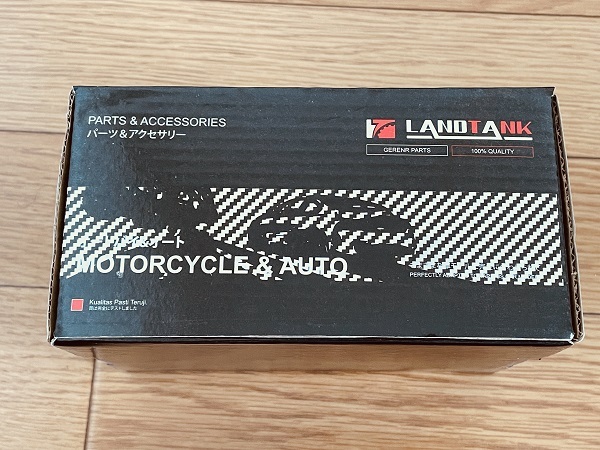 PARTS & ACCESSORIES
パーツ&アクセサリー
LANDTANK
GERENR PARTS
100% QUALITY
MOTORCYCLE & AUTO
PERFECTLY
Kualitas Pasti Teruji.